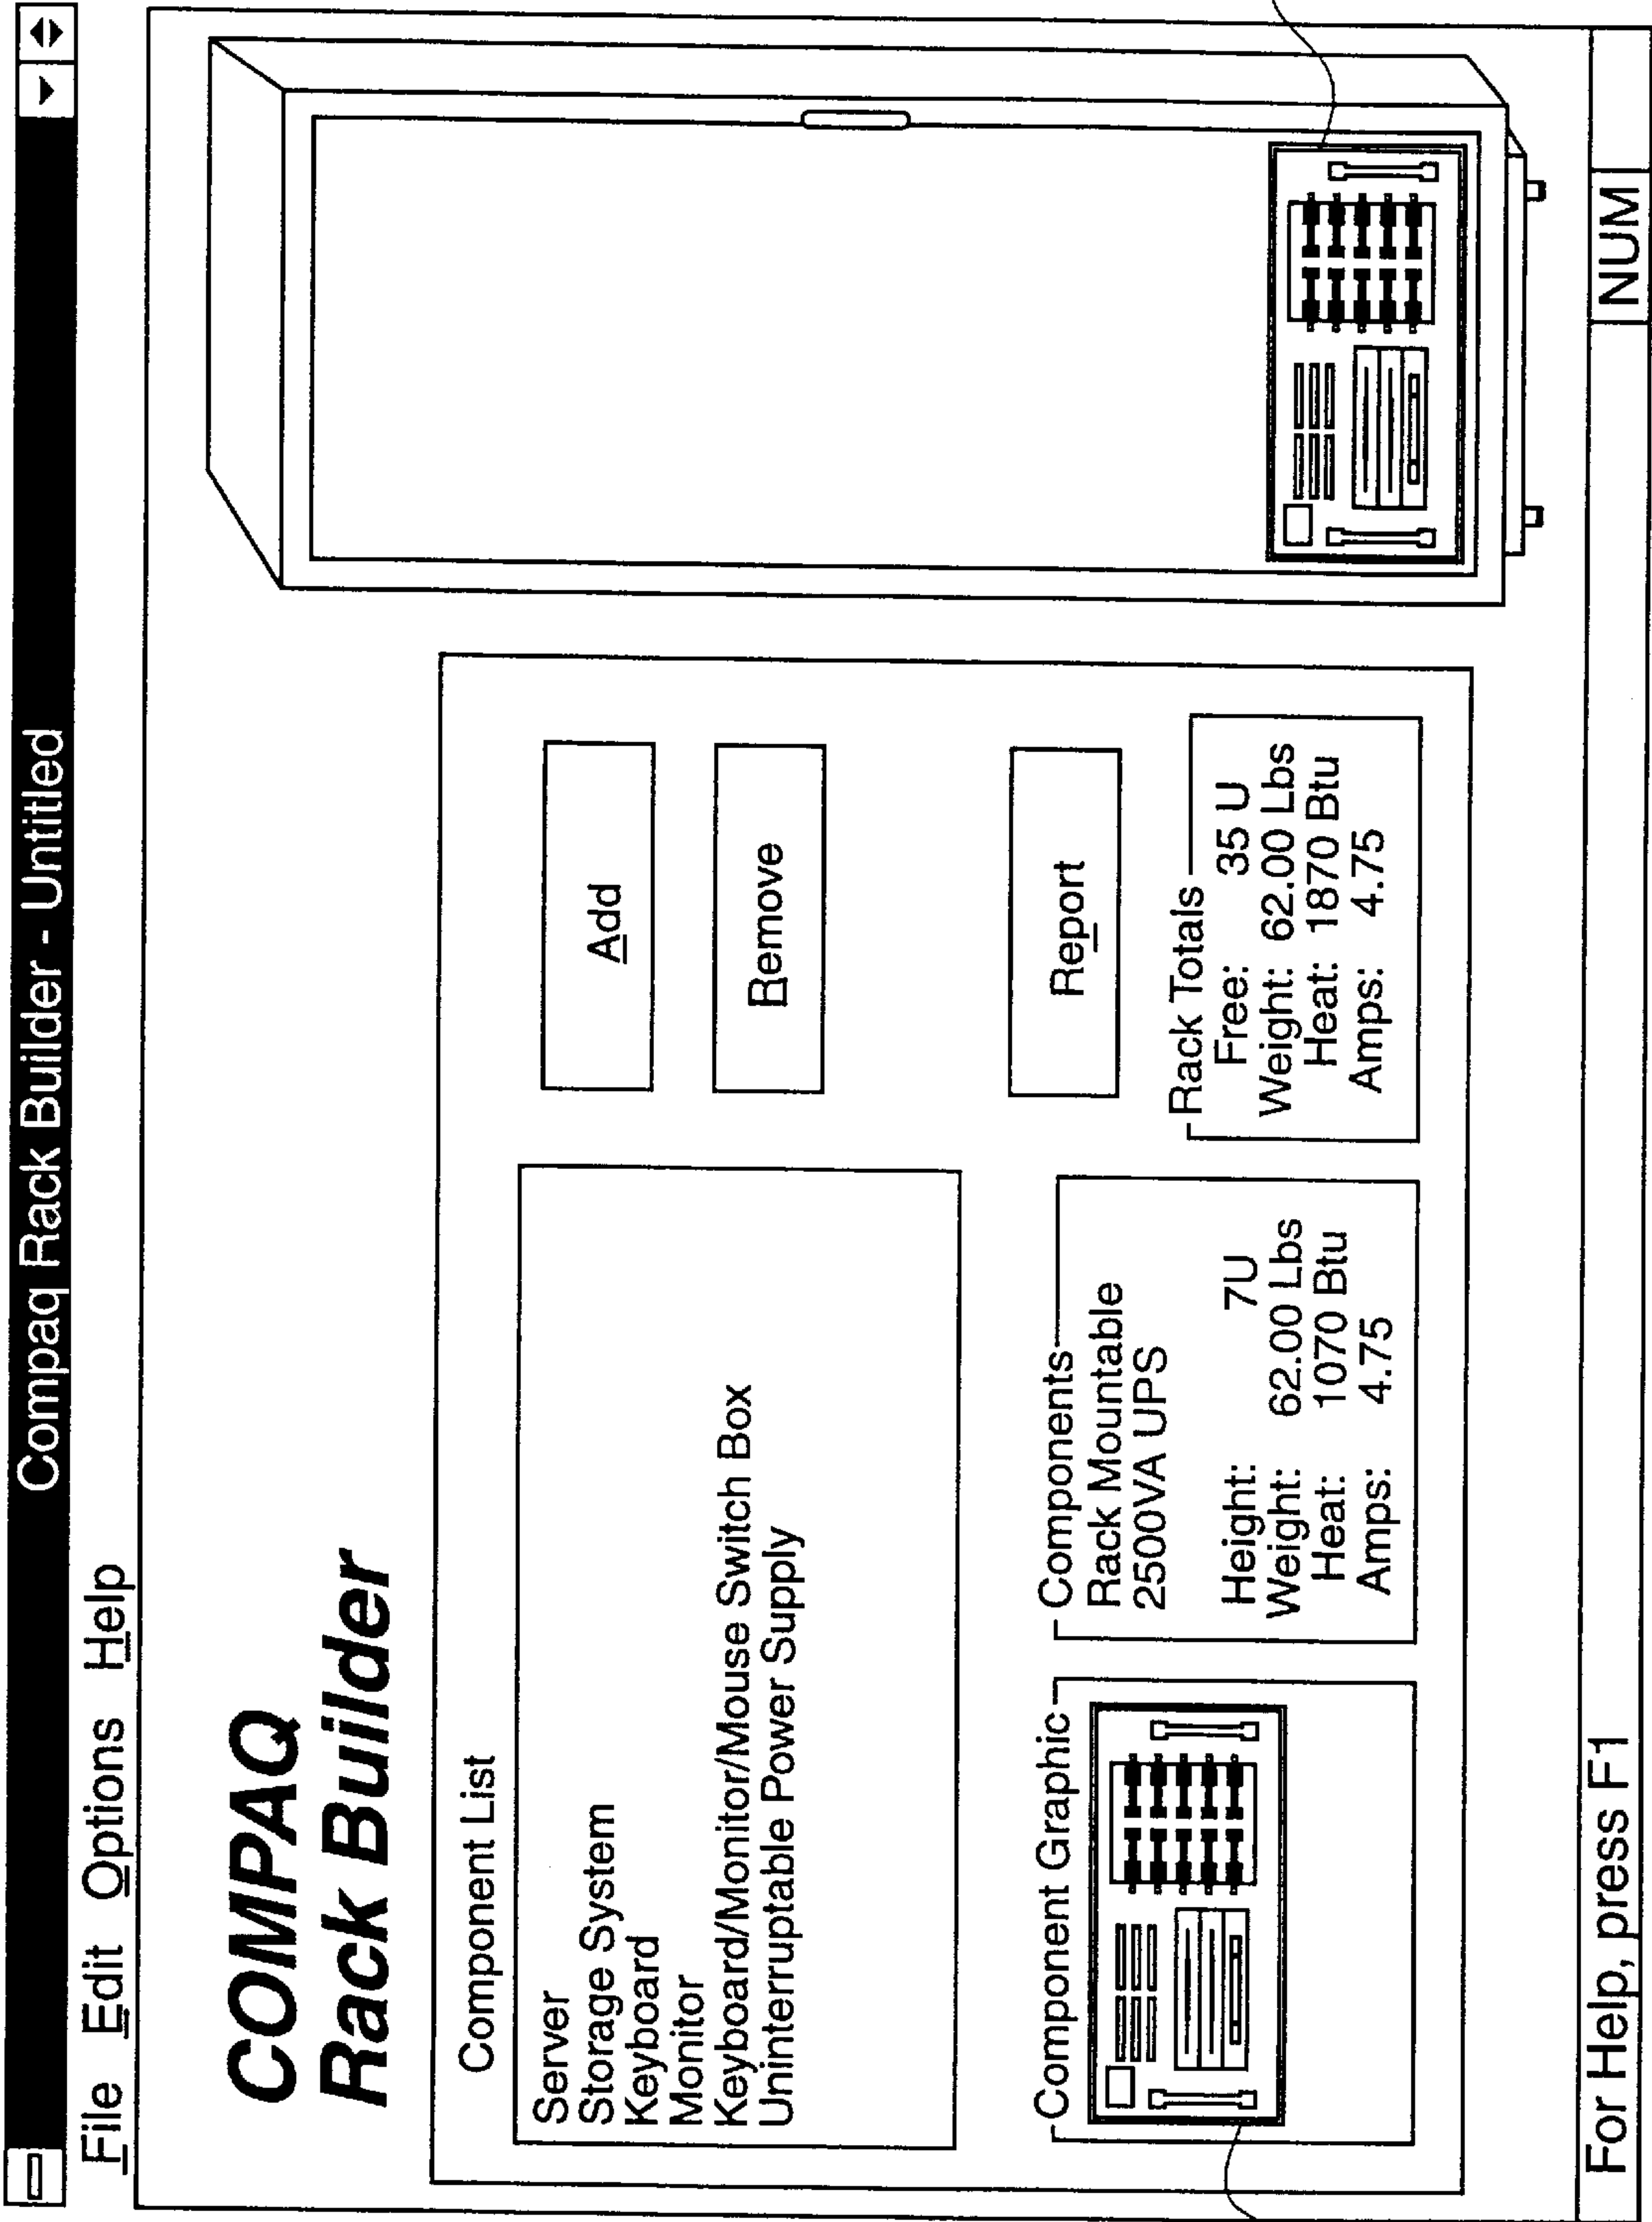 Compaq Rack Builder - Untitled
File Edit Options Help
COMPAQ
Rack Builder
Component List
Server
Storage System
Keyboard
Monitor
Keyboard/Monitor/Mouse Switch Box
Uninterruptable Power Supply
Add
Remove
Report
Component Graphic
Components
Rack Mountable
2500VA UPS
Height: 7U
Weight: 62.00 Lbs
Heat: 1070 Btu
Amps: 4.75
Rack Totals
Free: 35 U
Weight: 62.00 Lbs
Heat: 1870 Btu
Amps: 4.75
For Help, press F1
NUM